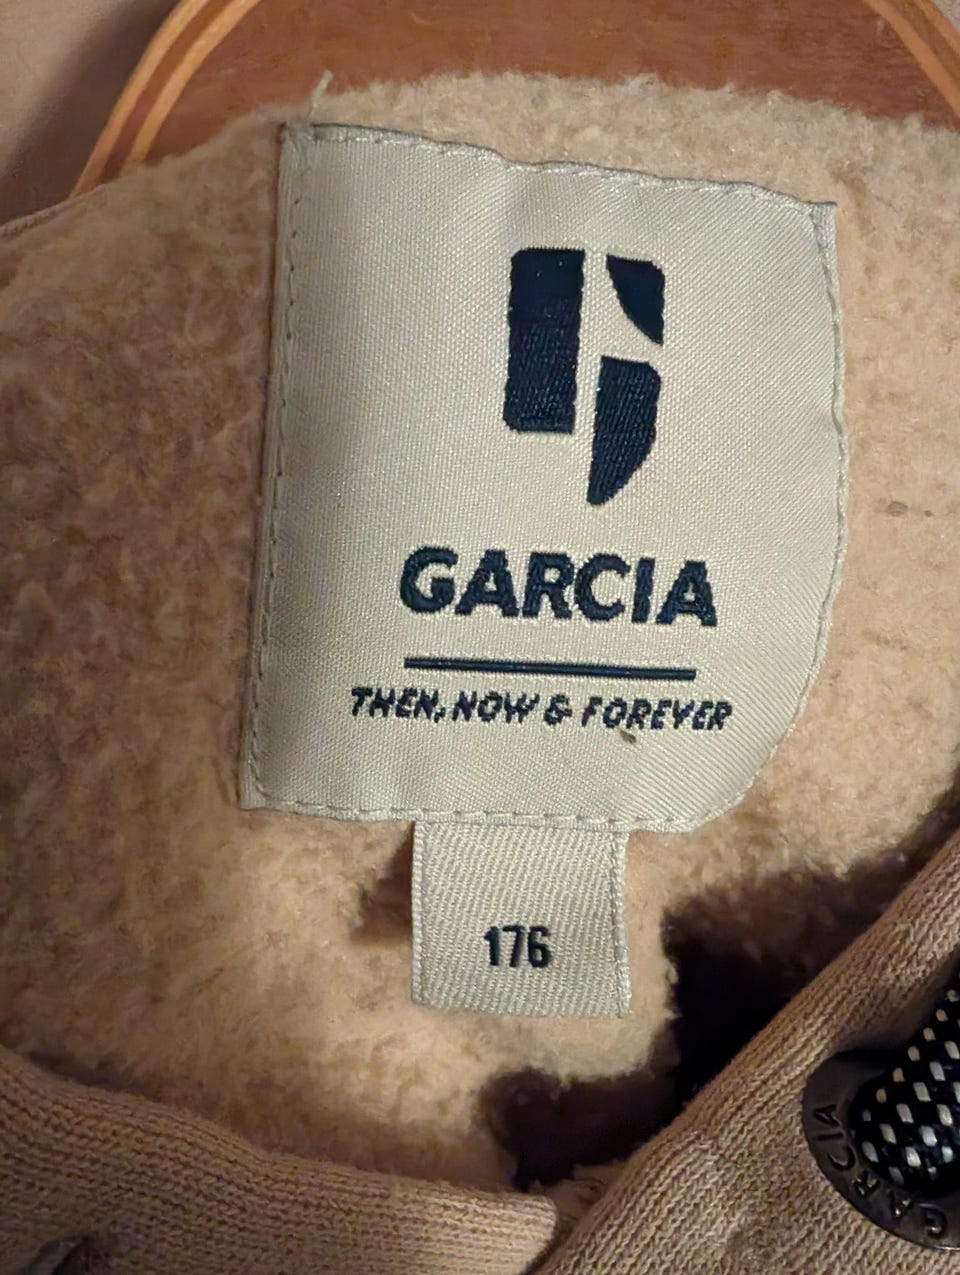 GARCIA
THEN, NOW & FOREVER
176
GARCIA